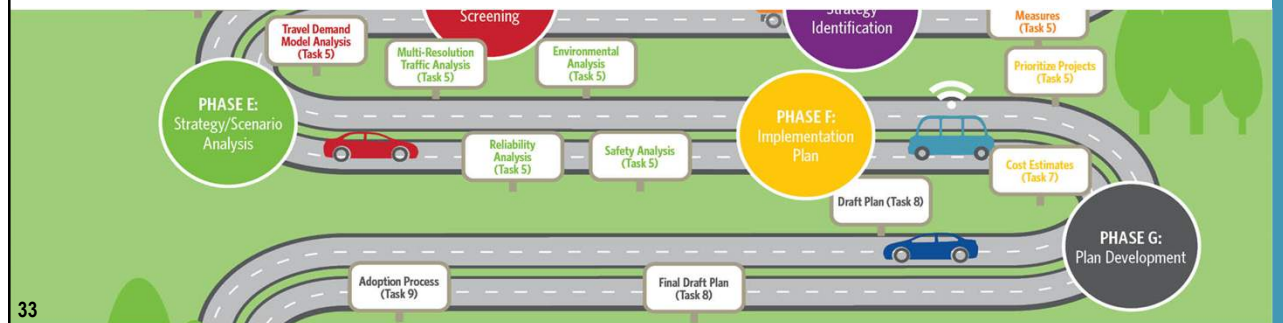 Screening
Strategy
Identification
Measures
(Task 5)
Travel Demand
Model Analysis
(Task 5)
Multi-Resolution
Traffic Analysis
(Task 5)
Environmental
Analysis
(Task 5)
Prioritize Projects
(Task 5)
PHASE E:
Strategy/Scenario
Analysis
PHASE F:
Implementation
Plan
Reliability
Analysis
(Task 5)
Safety Analysis
(Task 5)
Cost Estimates
(Task 7)
Draft Plan (Task 8)
PHASE G:
Plan Development
Adoption Process
(Task 9)
Final Draft Plan
(Task 8)
33